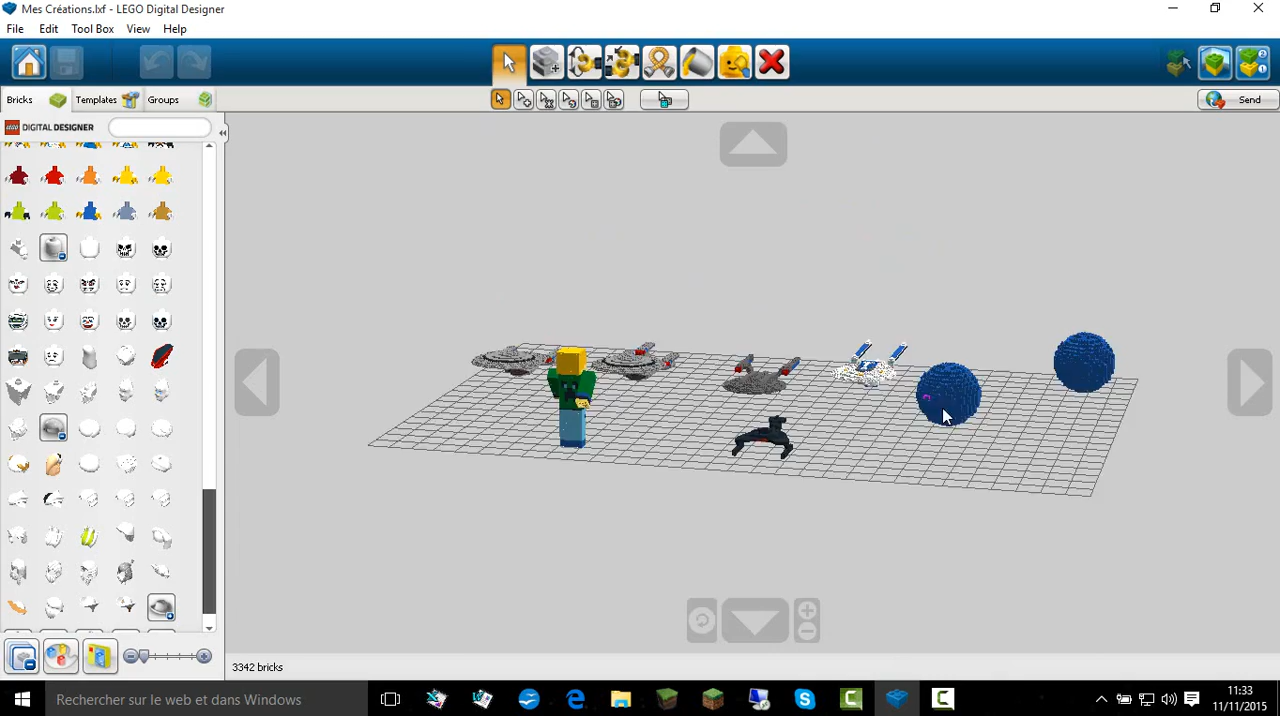 Mes Créations.lxf - LEGO Digital Designer
File Edit Tool Box View Help
Bricks Templates Groups
Send
LEGO DIGITAL DESIGNER
3342 bricks
Rechercher sur le web et dans Windows
11:33
11/11/2015